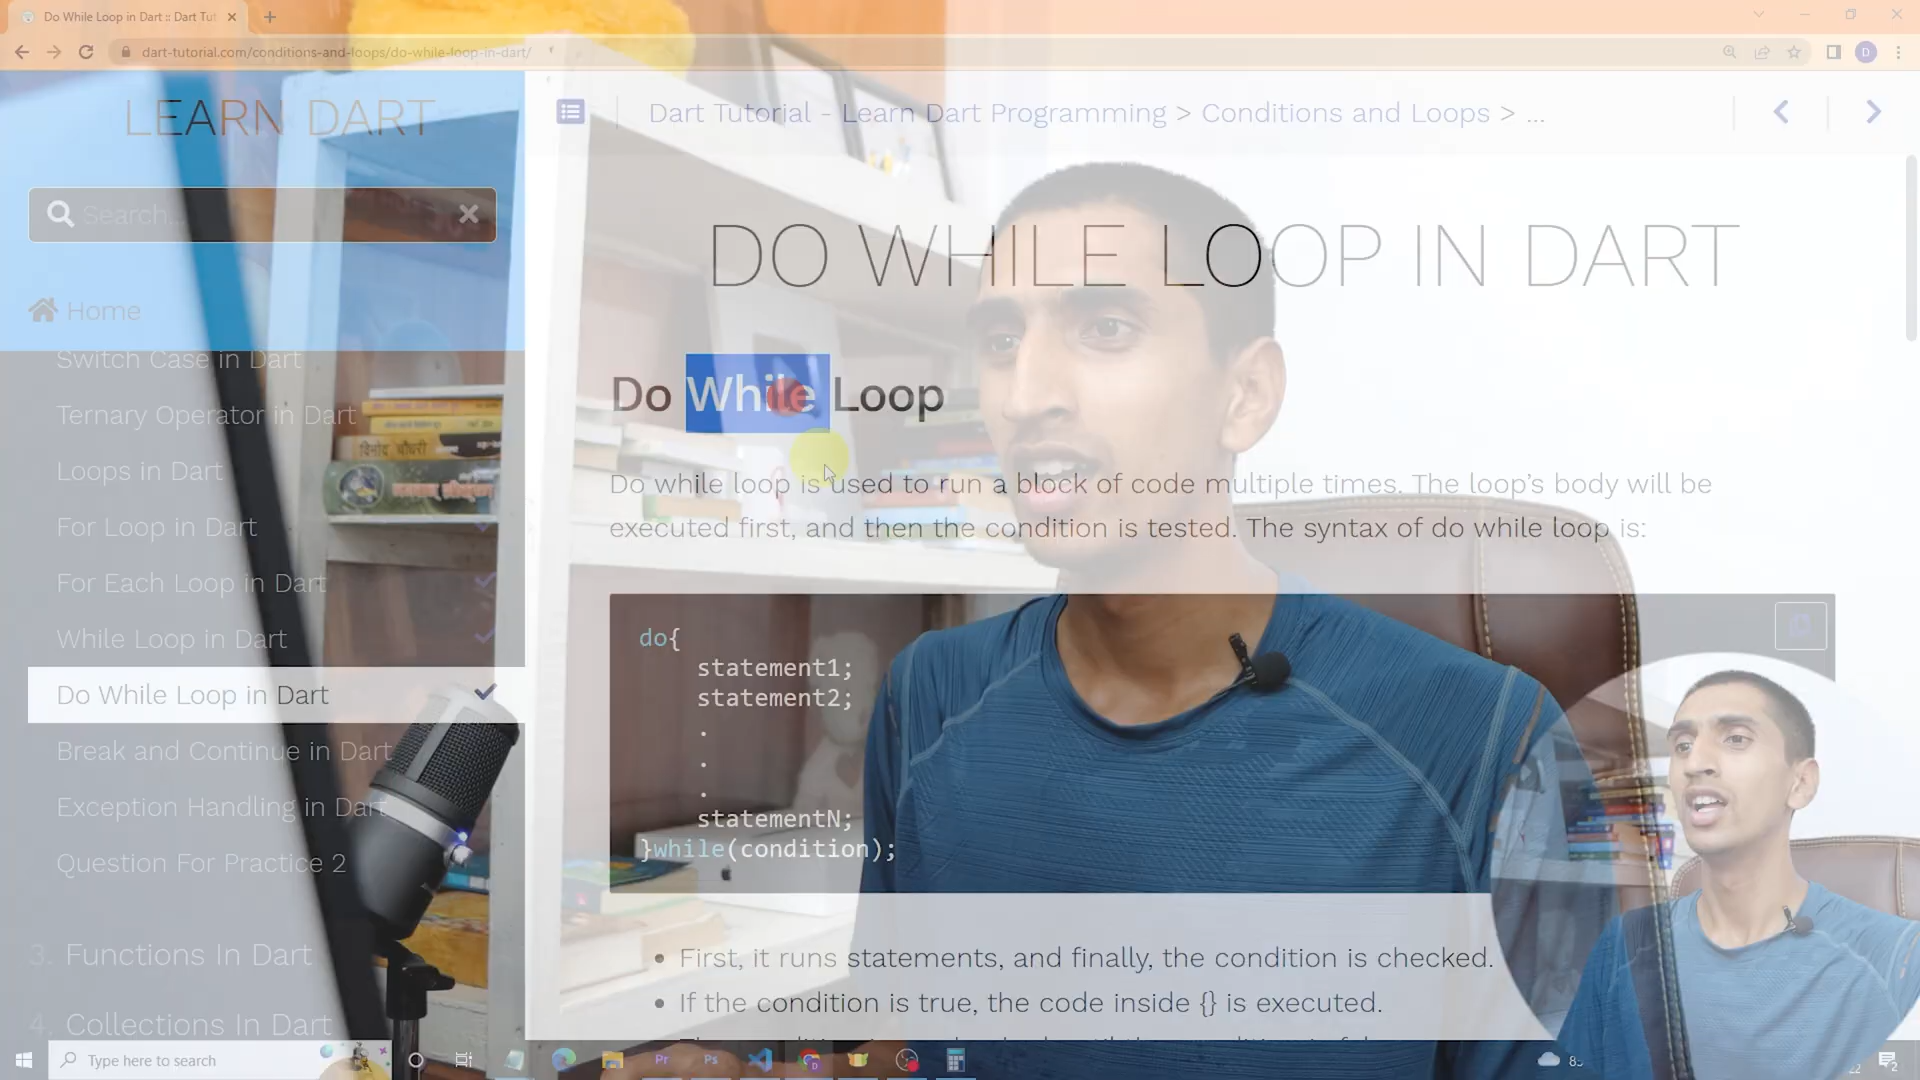 Do While Loop in Dart :: Dart Tut
dart-tutorial.com/conditions-and-loops/do-while-loop-in-dart/
D
LEARN DART
Dart Tutorial - Learn Dart Programming > Conditions and Loops > ...
Search...
DO WHILE LOOP IN DART
Home
Switch Case in Dart
Ternary Operator in Dart
Loops in Dart
For Loop in Dart
For Each Loop in Dart
While Loop in Dart
Do While Loop in Dart
Break and Continue in Dart
Exception Handling in Dart
Question For Practice 2
3. Functions In Dart
4. Collections In Dart
Do While Loop
Do while loop is used to run a block of code multiple times. The loop's body will be
executed first, and then the condition is tested. The syntax of do while loop is:
do{
statement1;
statement2;
.
.
.
statementN;
}while(condition);
First, it runs statements, and finally, the condition is checked.
If the condition is true, the code inside {} is executed.
विनोद चौधरी
Type here to search
Pr
Ps